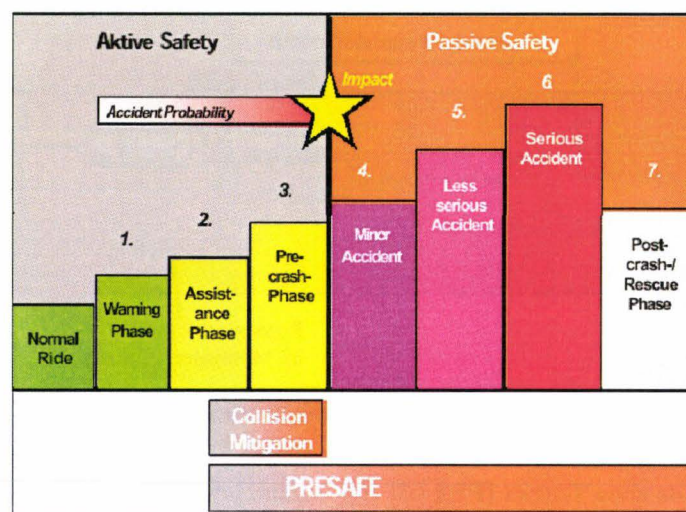 Aktive Safety
Passive Safety
Impact
Accident Probability
1.
2.
3.
4.
5.
6.
7.
Normal
Ride
Warning
Phase
Assist-
ance
Phase
Pre-
crash-
Phase
Minor
Accident
Less
serious
Accident
Serious
Accident
Post-
crash-/
Rescue
Phase
Collision
Mitigation
PRESAFE